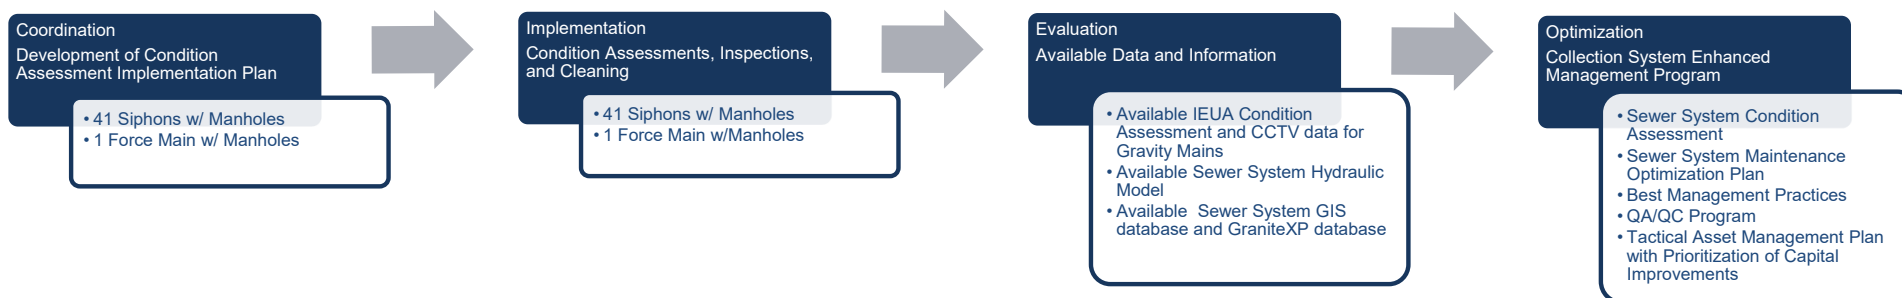 Coordination
Development of Condition
Assessment Implementation Plan
• 41 Siphons w/ Manholes
• 1 Force Main w/ Manholes
Implementation
Condition Assessments, Inspections,
and Cleaning
• 41 Siphons w/ Manholes
• 1 Force Main w/Manholes
Evaluation
Available Data and Information
• Available IEUA Condition
Assessment and CCTV data for
Gravity Mains
• Available Sewer System Hydraulic
Model
• Available Sewer System GIS
database and GraniteXP database
Optimization
Collection System Enhanced
Management Program
• Sewer System Condition
Assessment
• Sewer System Maintenance
Optimization Plan
• Best Management Practices
• QA/QC Program
• Tactical Asset Management Plan
with Prioritization of Capital
Improvements